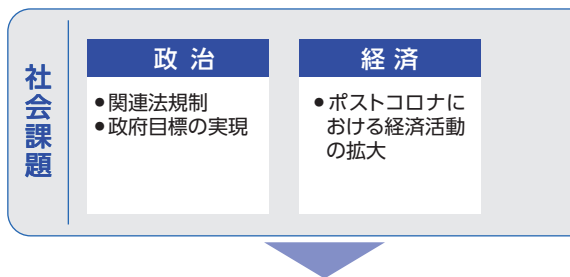 社会課題
政治
●関連法規制
●政府目標の実現
経済
●ポストコロナに
おける経済活動
の拡大